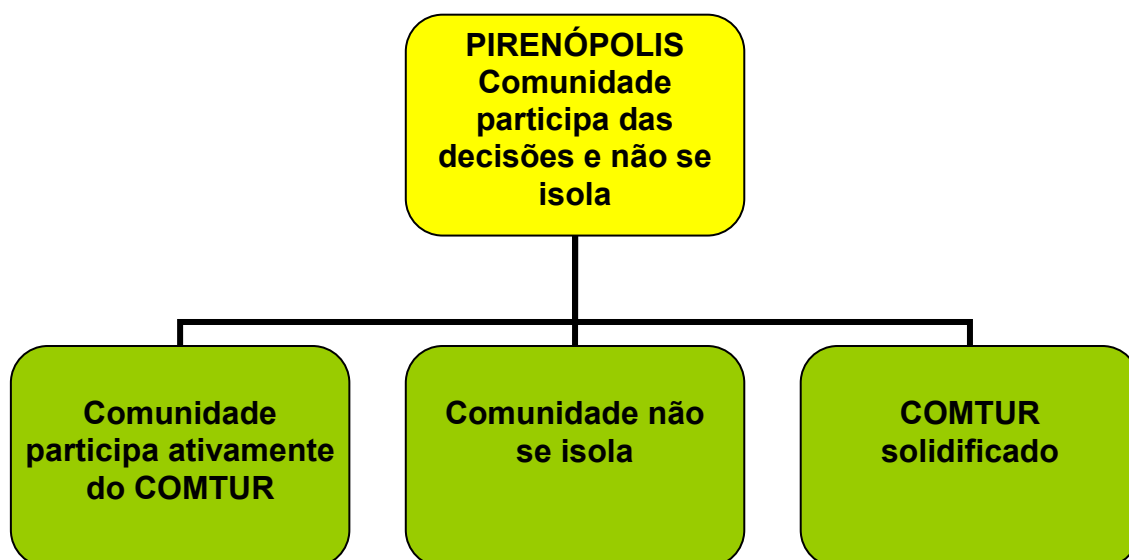 PIRENÓPOLIS
Comunidade
participa das
decisões e não se
isola
Comunidade
participa ativamente
do COMTUR
Comunidade não
se isola
COMTUR
solidificado